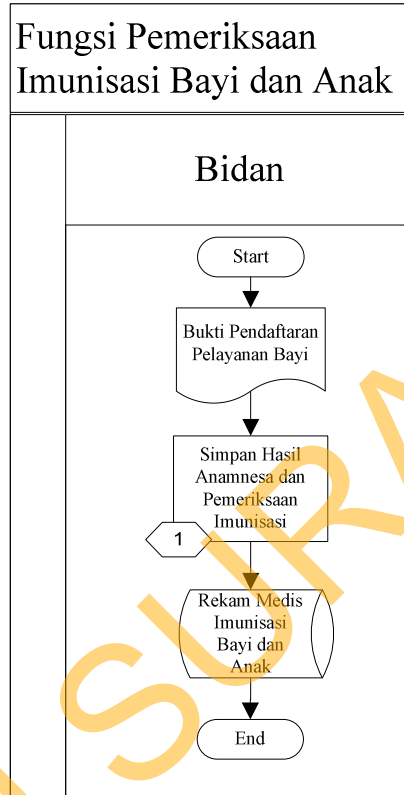 Fungsi Pemeriksaan
Imunisasi Bayi dan Anak
Bidan
Start
Bukti Pendaftaran
Pelayanan Bayi
Simpan Hasil
Anamnesa dan
Pemeriksaan
Imunisasi
1
Rekam Medis
Imunisasi
Bayi dan
Anak
End
SURA